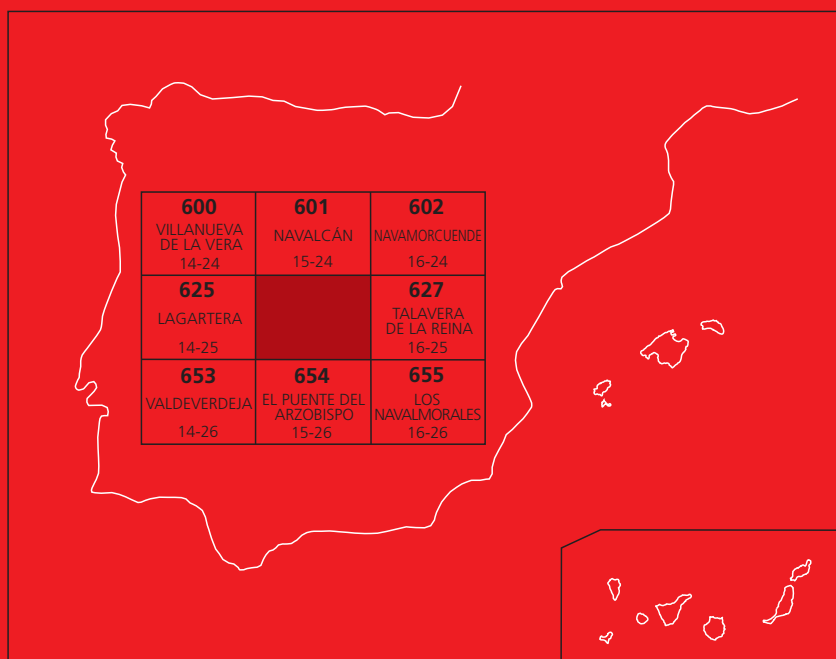 600
VILLANUEVA
DE LA VERA
14-24
601
NAVALCÁN
15-24
602
NAVAMORCUENDE
16-24
625
LAGARTERA
14-25
627
TALAVERA
DE LA REINA
16-25
653
VALDEVERDEJA
14-26
654
EL PUENTE DEL
ARZOBISPO
15-26
655
LOS
NAVALMORALES
16-26